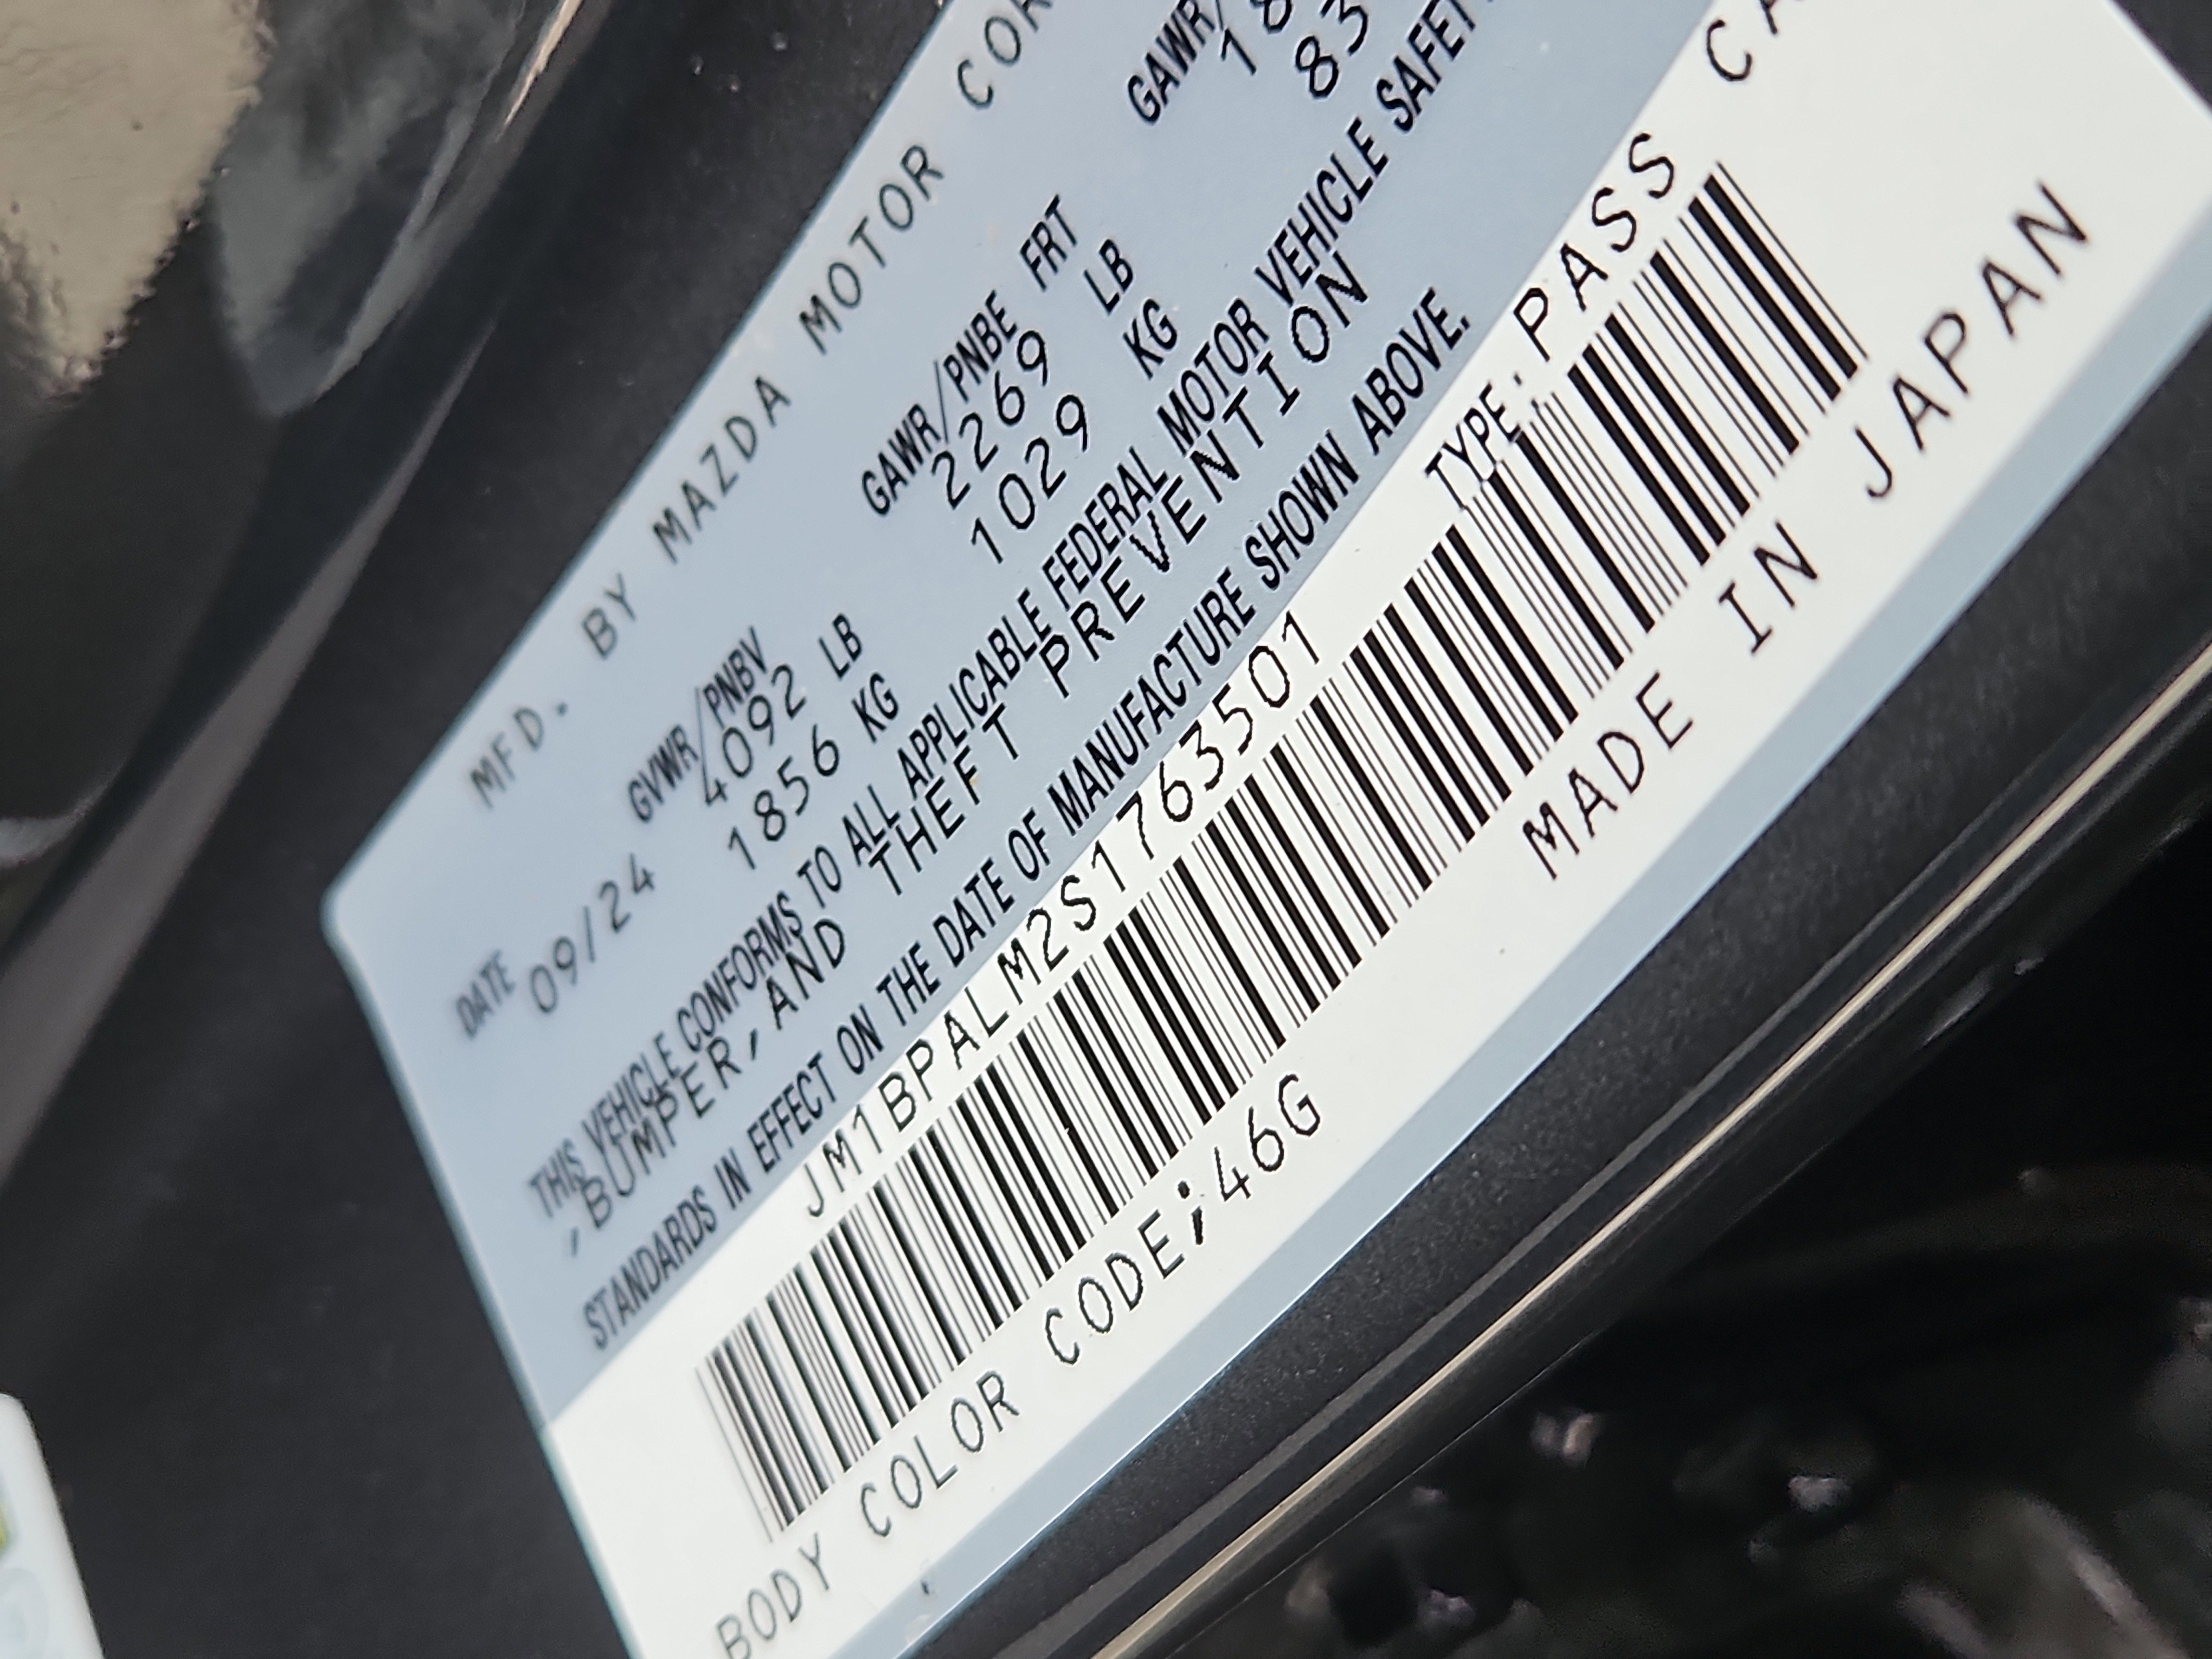 MFD. BY MAZDA MOTOR COR
DATE GVWR/PNBV GAWR/PNBE FRT GAWR/
09/24 4092 LB 2269 LB 18
1856 KG 1029 KG 83
THIS VEHICLE CONFORMS TO ALL APPLICABLE FEDERAL MOTOR VEHICLE SAFETY
,BUMPER,AND THEFT PREVENTION
STANDARDS IN EFFECT ON THE DATE OF MANUFACTURE SHOWN ABOVE.
JM1BPALM2S1763501 TYPE: PASS CA
BODY COLOR CODE;46G MADE IN JAPAN